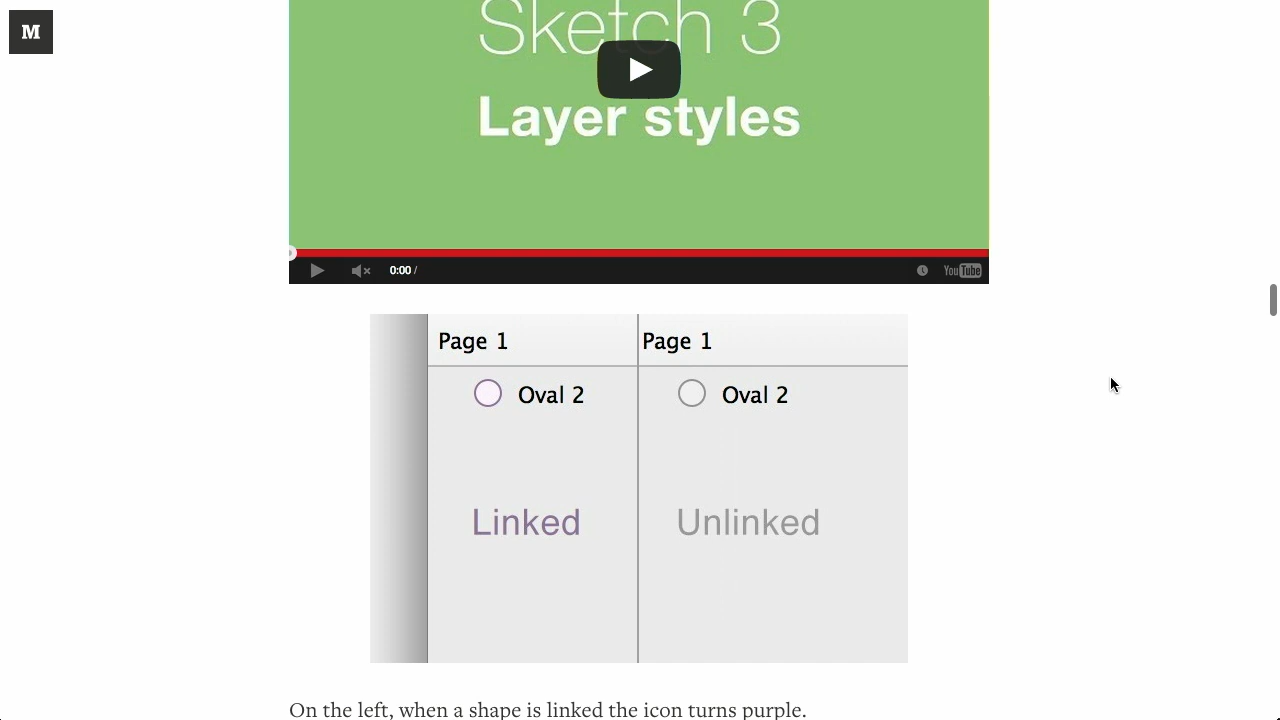 M
Sketch 3
Layer styles
0:00 /
YouTube
Page 1
Page 1
Oval 2
Oval 2
Linked
Unlinked
On the left, when a shape is linked the icon turns purple.